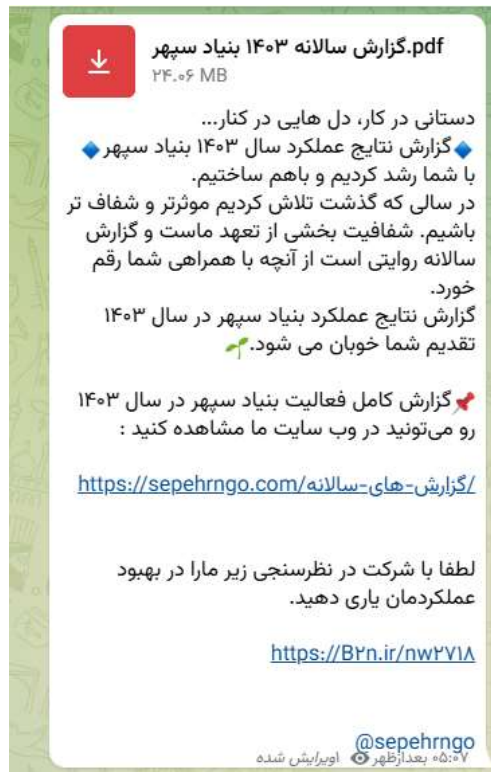 گزارش سالانه ۱۴۰۳ بنیاد سپهر.pdf
۲۴.۰۶ MB
دستانی در کار، دل هایی در کنار...
🔹گزارش نتایج عملکرد سال ۱۴۰۳ بنیاد سپهر🔹
با شما رشد کردیم و باهم ساختیم.
در سالی که گذشت تلاش کردیم موثرتر و شفاف تر
باشیم. شفافیت بخشی از تعهد ماست و گزارش
سالانه روایتی است از آنچه با همراهی شما رقم
خورد.
گزارش نتایج عملکرد بنیاد سپهر در سال ۱۴۰۳
تقدیم شما خوبان می شود.🌱
📌گزارش کامل فعالیت بنیاد سپهر در سال ۱۴۰۳
رو می‌تونید در وب سایت ما مشاهده کنید :
https://sepehrngo.com/گزارش-های-سالانه/
لطفا با شرکت در نظرسنجی زیر مارا در بهبود
عملکردمان یاری دهید.
https://B۲n.ir/nw۲۷۱۸
@sepehrngo
اویرایش شده ۰۵:۰۷ بعدازظهر